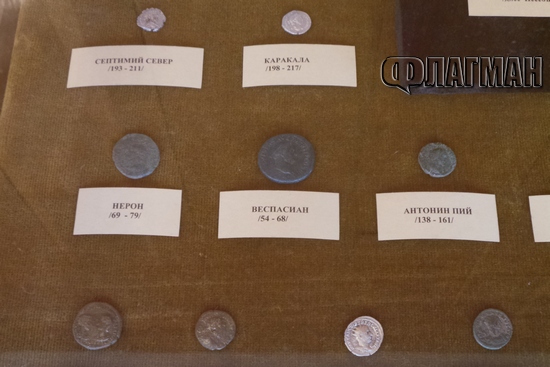 СЕПТИМИЙ СЕВЕР
/193 - 211/
КАРАКАЛА
/198 - 217/
ФЛАГМАН
НЕРОН
/69 - 79/
ВЕСПАСИАН
/54 - 68/
АНТОНИН ПИЙ
/138 - 161/